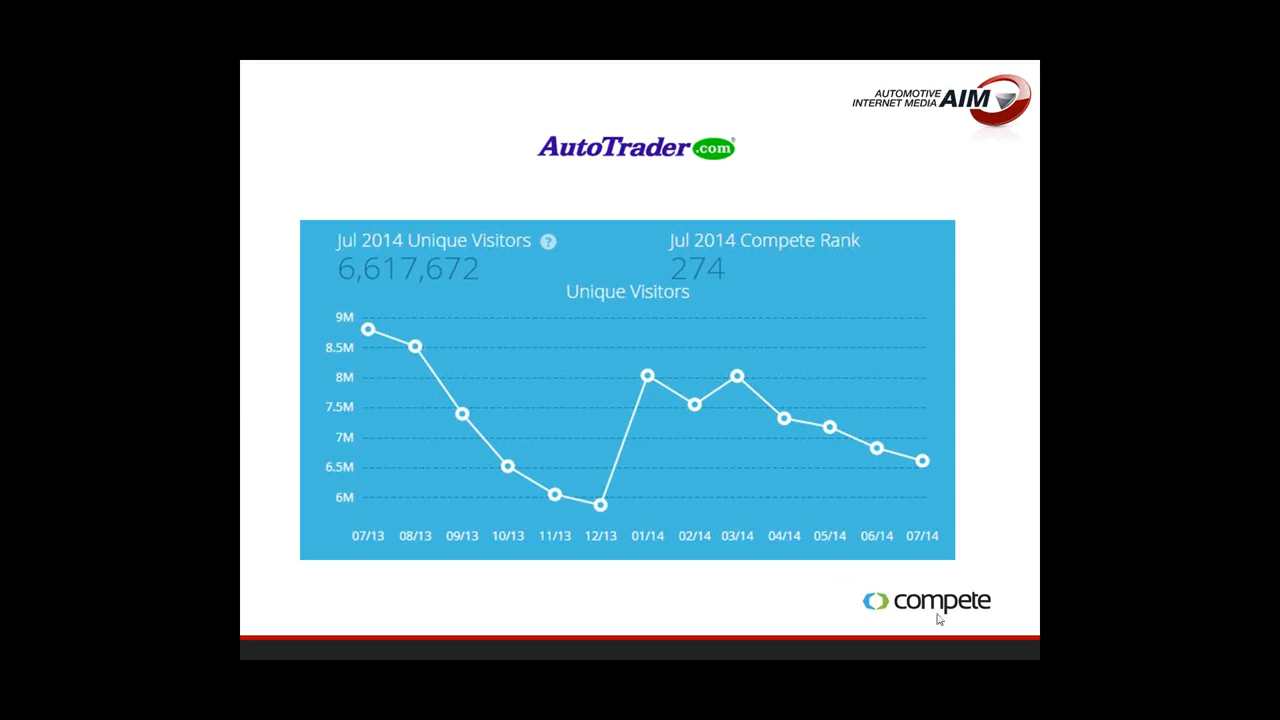 AUTOMOTIVE
INTERNET MEDIA AIM
AutoTrader.com®
Jul 2014 Unique Visitors ?
6,617,672
Jul 2014 Compete Rank
274
Unique Visitors
9M
8.5M
8M
7.5M
7M
6.5M
6M
07/13 08/13 09/13 10/13 11/13 12/13 01/14 02/14 03/14 04/14 05/14 06/14 07/14
compete